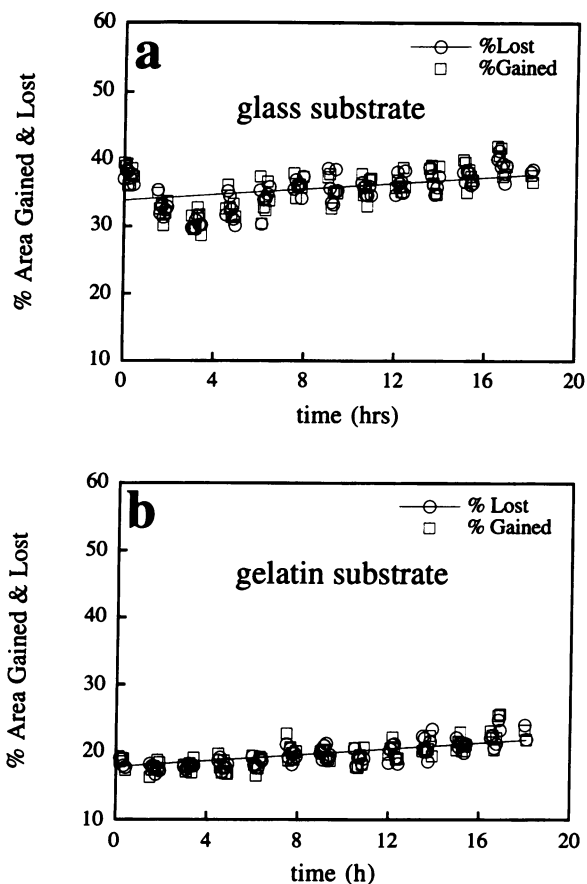 60
a
%Lost
%Gained
50
glass substrate
40
30
20
10
% Area Gained & Lost
0 4 8 12 16 20
time (hrs)
60
b
% Lost
% Gained
50
gelatin substrate
40
30
20
10
% Area Gained & Lost
0 4 8 12 16 20
time (h)